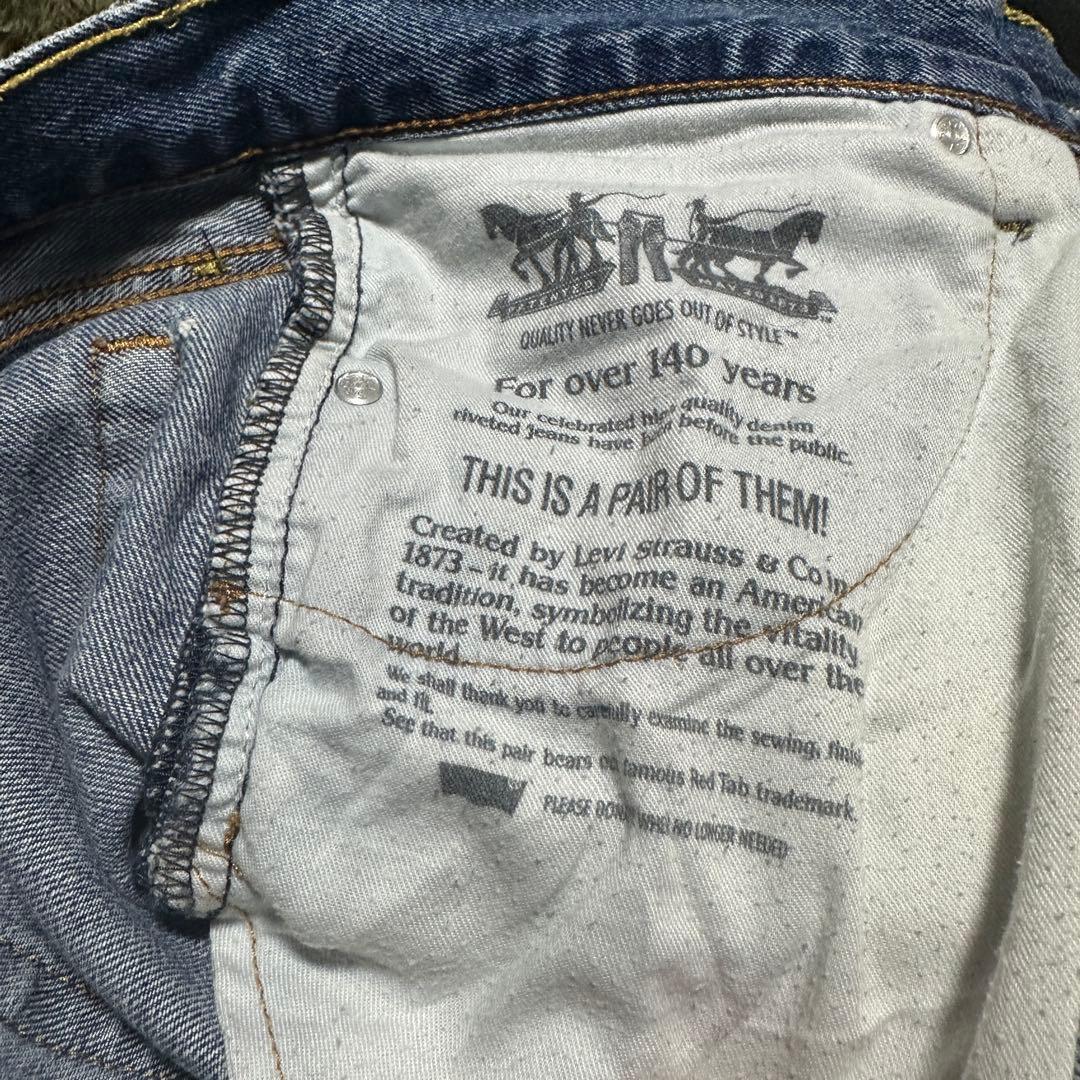 QUALITY NEVER GOES OUT OF STYLE™
For over 140 years
Our celebrated high quality denim
riveted jeans have been before the public.
THIS IS A PAIR OF THEM!
Created by Levi Strauss & Co in
1873-it has become an American
tradition, symbolizing the vitality
of the West to people all over the
world.
We shall thank you to carefully examine the sewing, finish
and fit.
See that this pair bears our famous Red Tab trademark.
PLEASE DONATE WHEN NO LONGER NEEDED